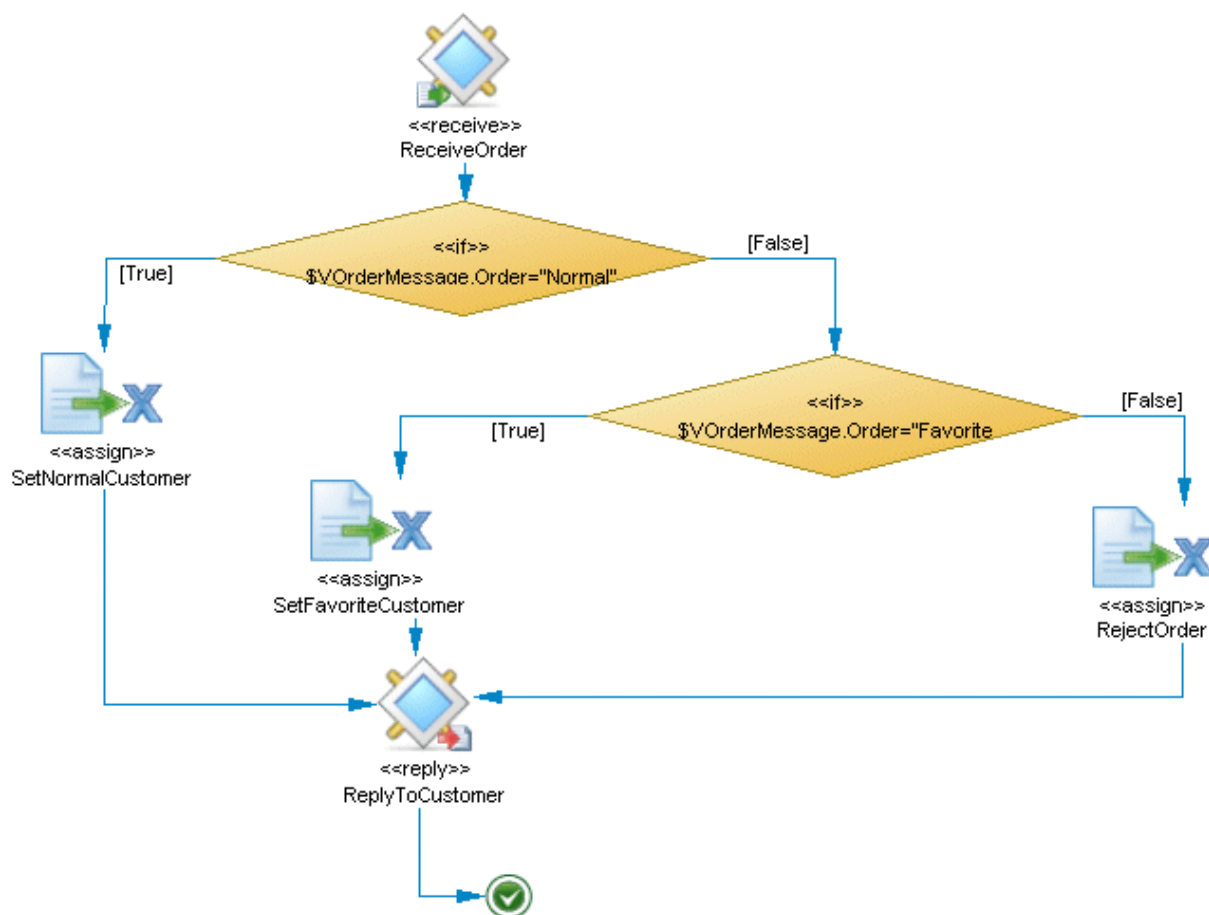 <<receive>>
ReceiveOrder
<<if>>
$VOrderMessage.Order="Normal"
[True]
[False]
<<if>>
$VOrderMessage.Order="Favorite
[True]
[False]
<<assign>>
SetNormalCustomer
<<assign>>
SetFavoriteCustomer
<<assign>>
RejectOrder
<<reply>>
ReplyToCustomer